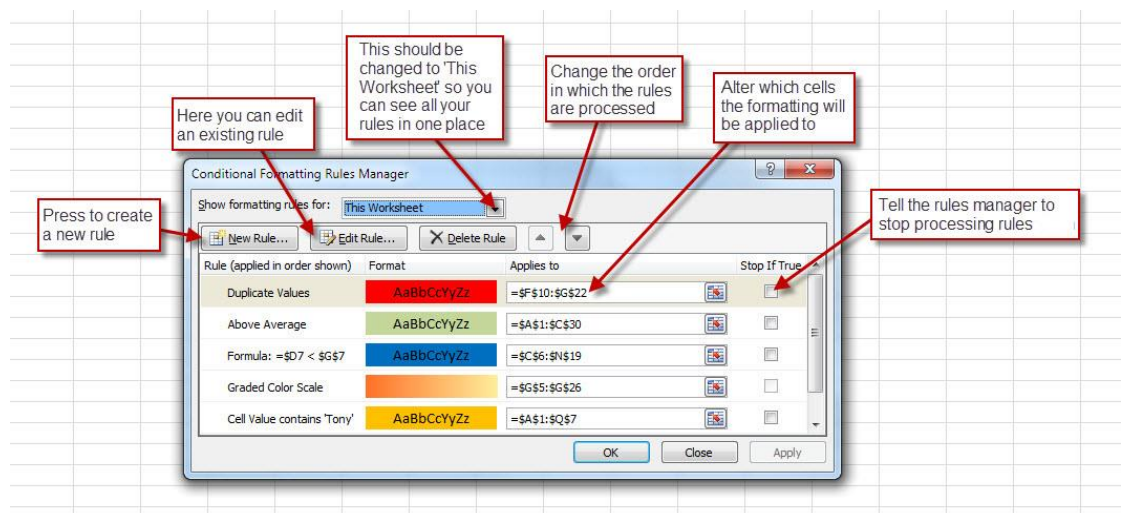 This should be
changed to 'This
Worksheet' so you
can see all your
rules in one place
Change the order
in which the rules
are processed
Alter which cells
the formatting will
be applied to
Here you can edit
an existing rule
Press to create
a new rule
Tell the rules manager to
stop processing rules
Conditional Formatting Rules Manager
Show formatting rules for: This Worksheet
New Rule... Edit Rule... Delete Rule
Rule (applied in order shown) Format Applies to Stop If True
Duplicate Values AaBbCcYyZz =$F$10:$G$22
Above Average AaBbCcYyZz =$A$1:$C$30
Formula: =$D7 < $G$7 AaBbCcYyZz =$C$6:$N$19
Graded Color Scale =$G$5:$G$26
Cell Value contains 'Tony' AaBbCcYyZz =$A$1:$Q$7
OK Close Apply